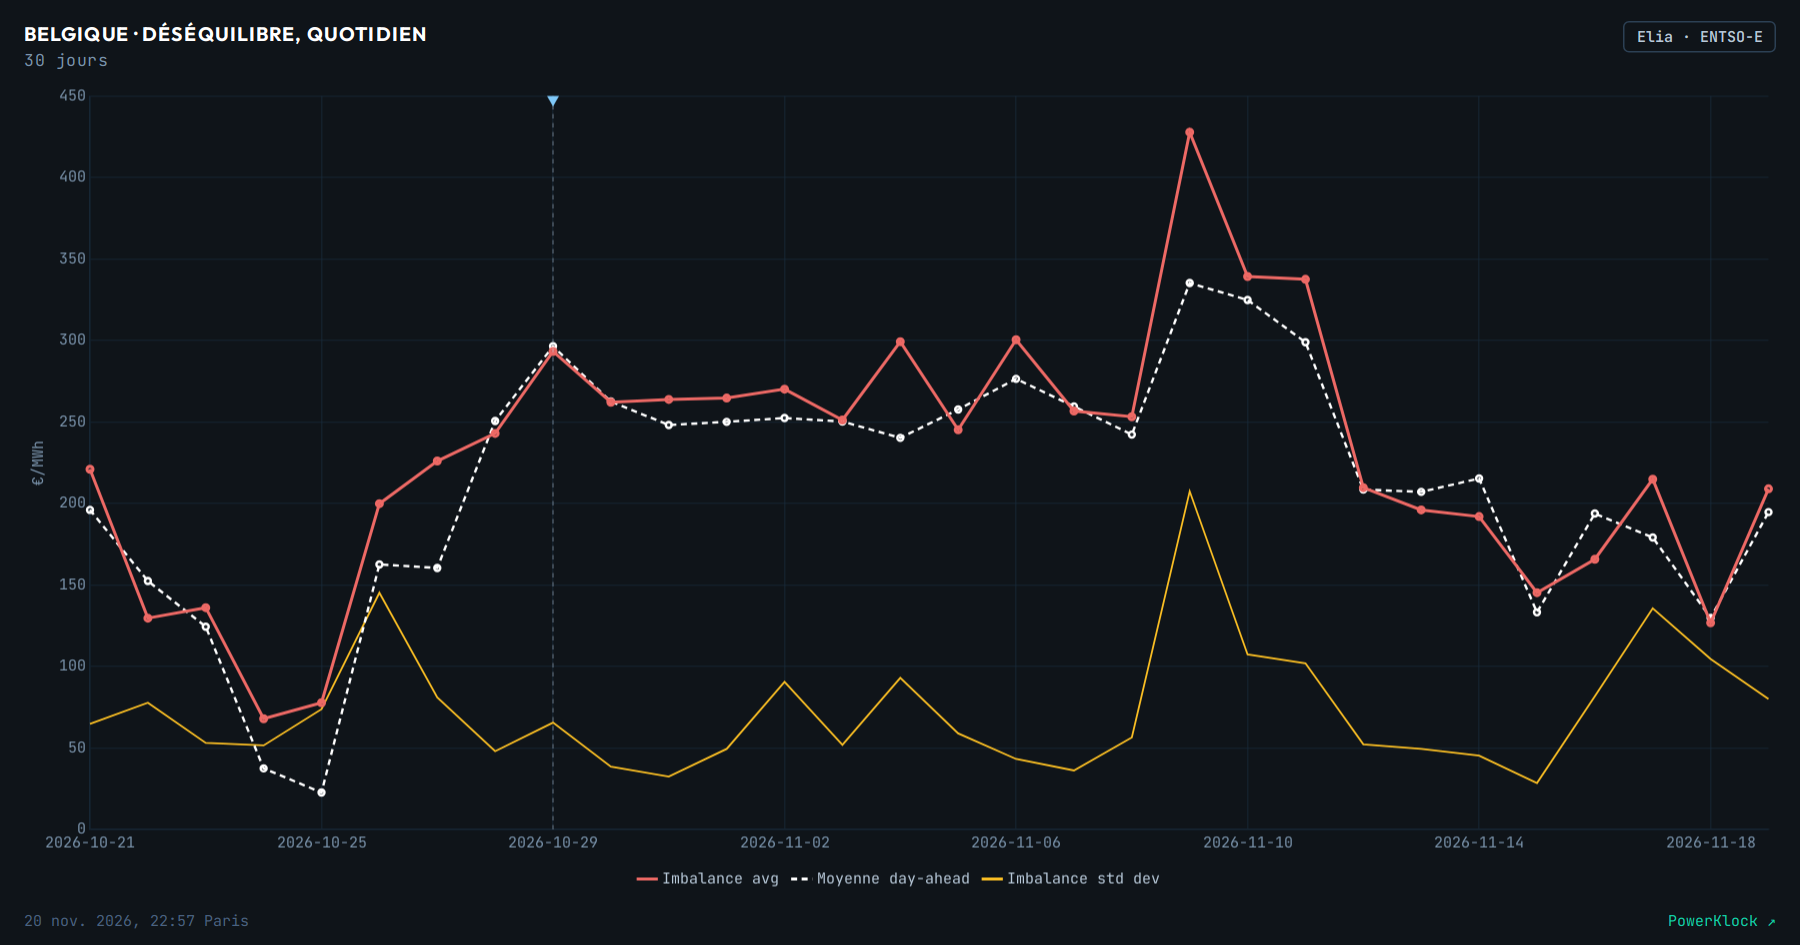 BELGIQUE · DÉSÉQUILIBRE, QUOTIDIEN
30 jours
Elia · ENTSO-E
450
400
350
300
250
200
150
100
50
0
€/MWh
2026-10-21 2026-10-25 2026-10-29 2026-11-02 2026-11-06 2026-11-10 2026-11-14 2026-11-18
Imbalance avg Moyenne day-ahead Imbalance std dev
20 nov. 2026, 22:57 Paris
PowerKlock ↗